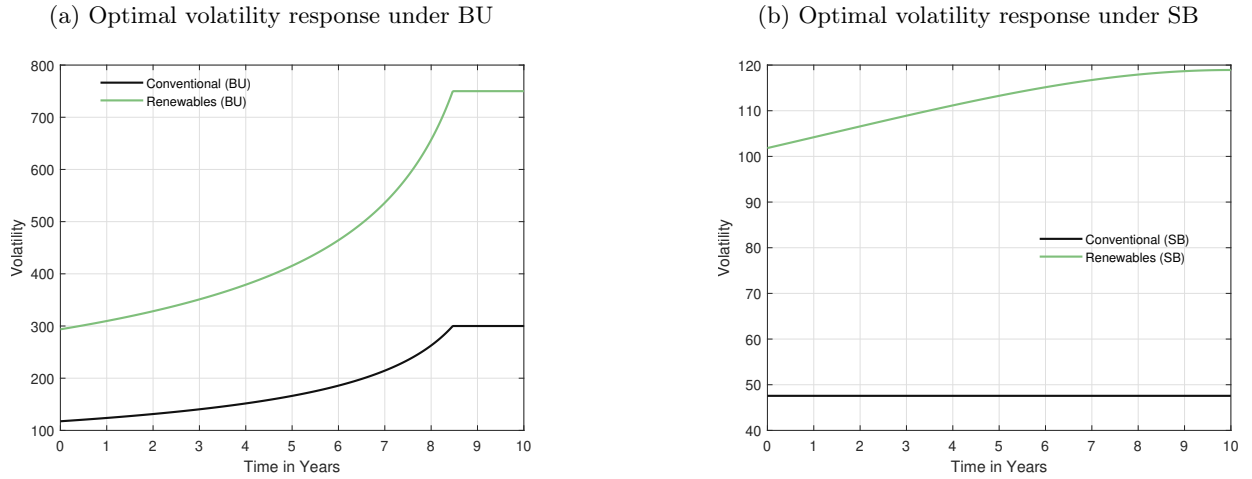 (a) Optimal volatility response under BU
800
700
600
500
400
300
200
100
Volatility
Conventional (BU)
Renewables (BU)
0 1 2 3 4 5 6 7 8 9 10
Time in Years
(b) Optimal volatility response under SB
120
110
100
90
80
70
60
50
40
Volatility
Conventional (SB)
Renewables (SB)
0 1 2 3 4 5 6 7 8 9 10
Time in Years